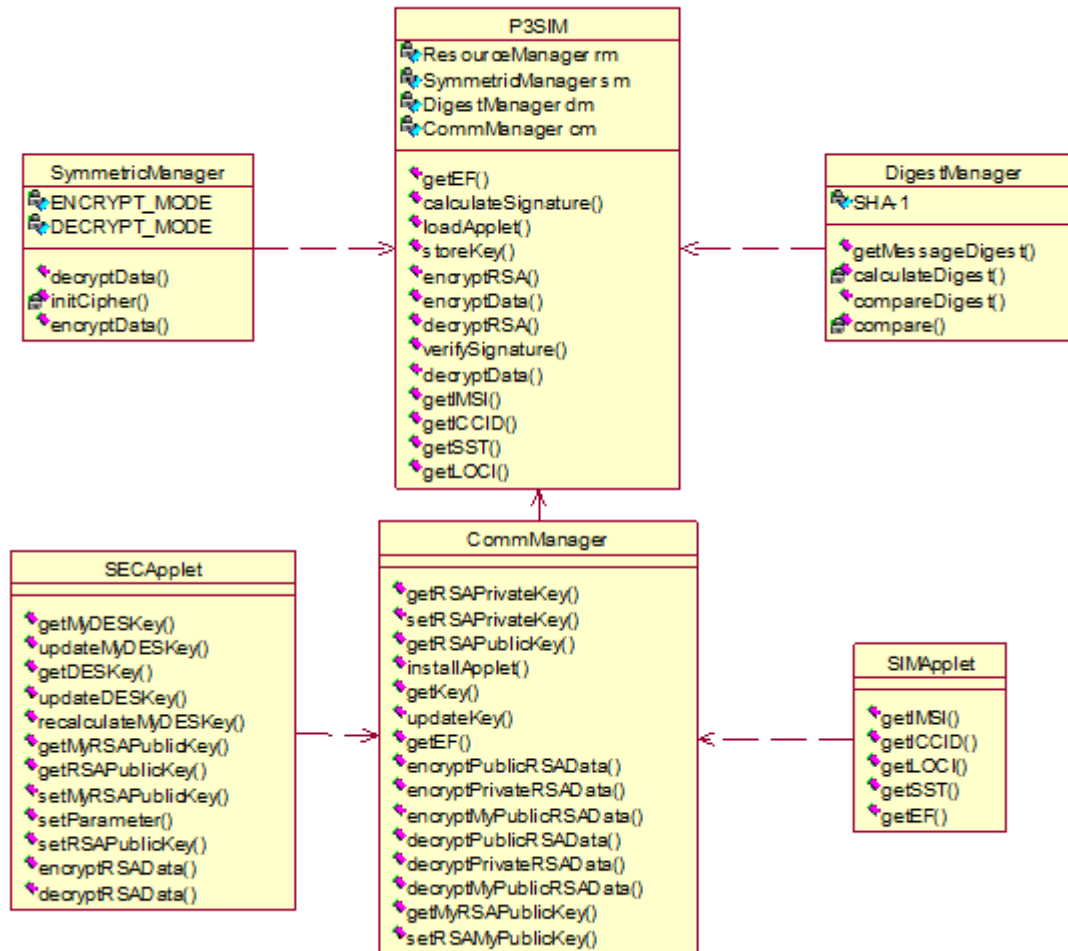 P3SIM
ResourceManager rm
SymmetricManager sm
DigestManager dm
CommManager cm
getEF()
calculateSignature()
loadApplet()
storeKey()
encryptRSA()
encryptData()
decryptRSA()
verifySignature()
decryptData()
getIMSI()
getICCID()
getSST()
getLOCI()
SymmetricManager
ENCRYPT_MODE
DECRYPT_MODE
decryptData()
initCipher()
encryptData()
DigestManager
SHA-1
getMessageDigest()
calculateDigest()
compareDigest()
compare()
SECApplet
getMyDESKey()
updateMyDESKey()
getDESKey()
updateDESKey()
recalculateMyDESKey()
getMyRSAPublicKey()
getRSAPublicKey()
setMyRSAPublicKey()
setParameter()
setRSAPublicKey()
encryptRSAData()
decryptRSAData()
CommManager
getRSAPrivateKey()
setRSAPrivateKey()
getRSAPublicKey()
installApplet()
getKey()
updateKey()
getEF()
encryptPublicRSAData()
encryptPrivateRSAData()
encryptMyPublicRSAData()
decryptPublicRSAData()
decryptPrivateRSAData()
decryptMyPublicRSAData()
getMyRSAPublicKey()
setRSAMyPublicKey()
SIMApplet
getIMSI()
getICCID()
getLOCI()
getSST()
getEF()